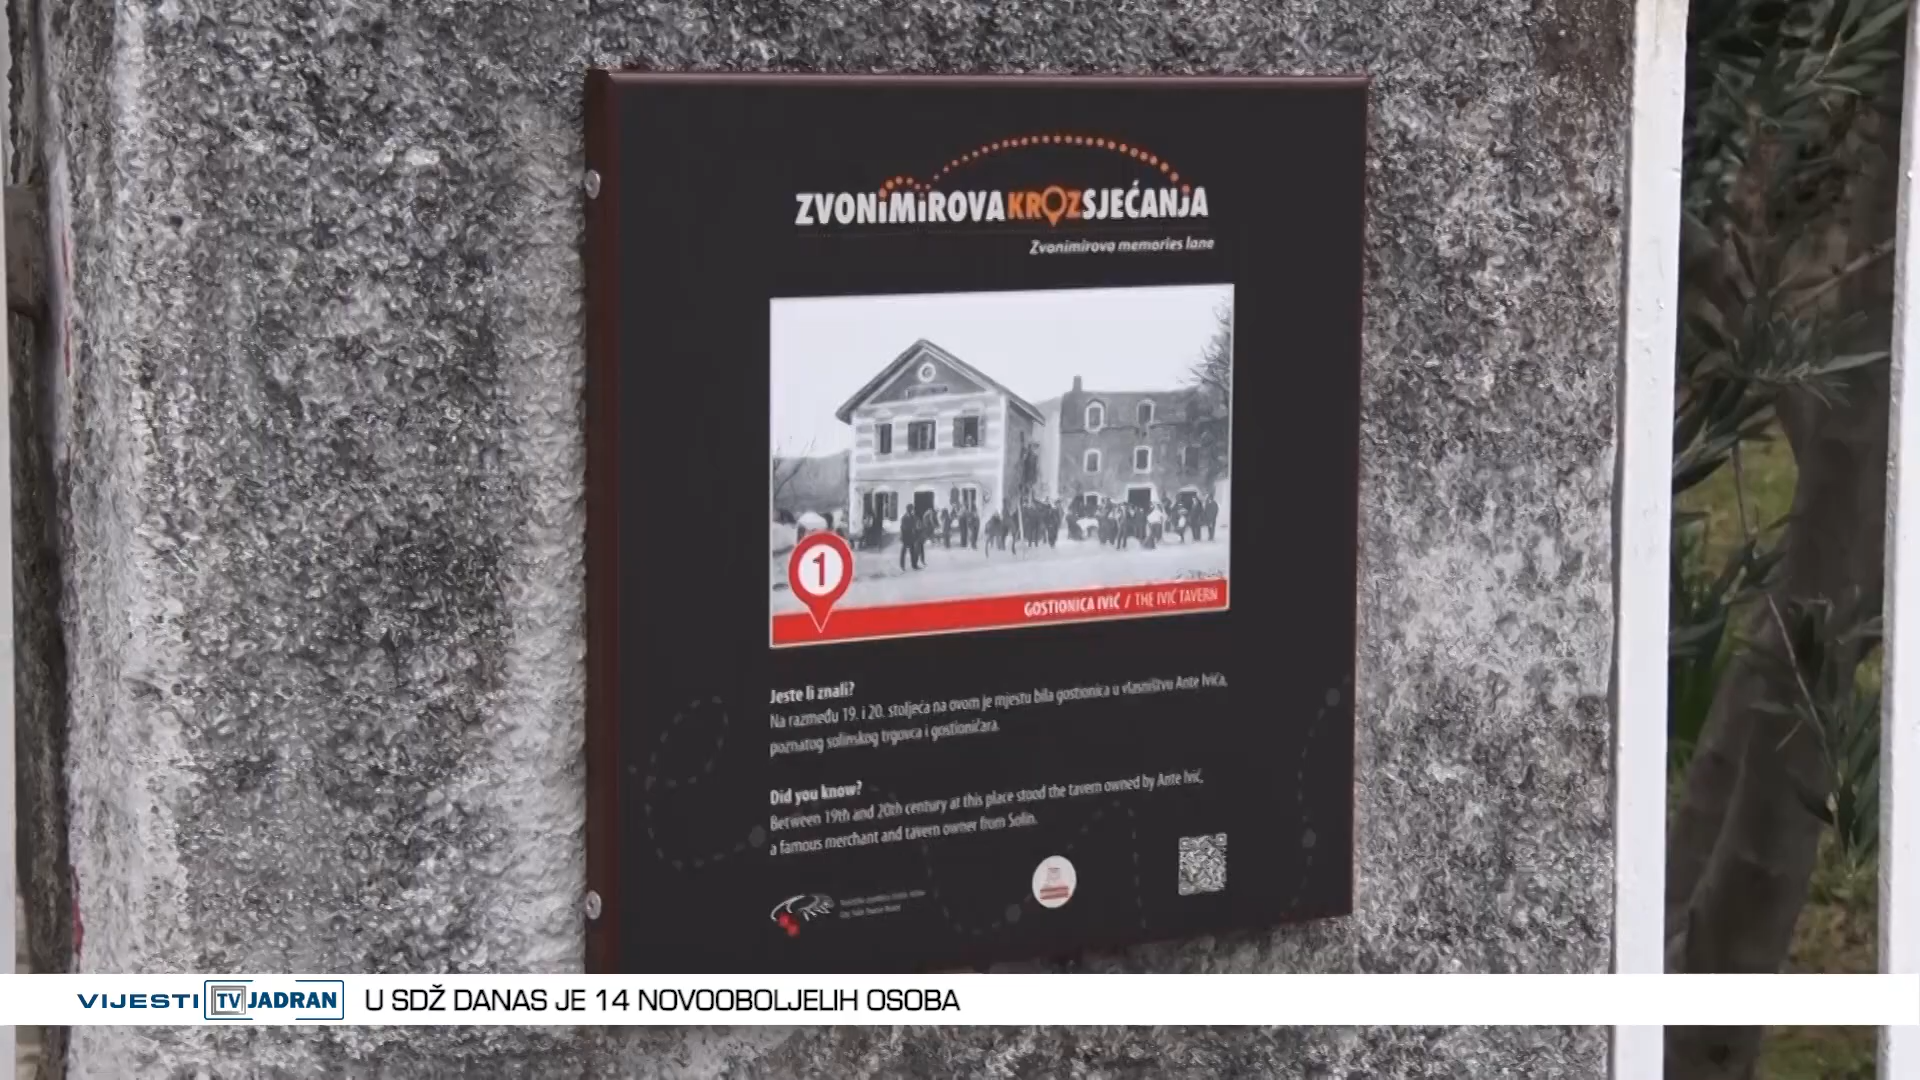 ZVONIMIROVAKROZSJEĆANJA
Zvonimirova memories lane
1
GOSTIONICA IVIĆ / THE IVIĆ TAVERN
Jeste li znali?
Na razmeđu 19. i 20. stoljeća na ovom je mjestu bila gostionica u vlasništvu Ante Ivića,
poznatog solinskog trgovca i gostioničara.
Did you know?
Between 19th and 20th century at this place stood the tavern owned by Ante Ivić,
a famous merchant and tavern owner from Solin.
VIJESTI TV JADRAN U SDŽ DANAS JE 14 NOVOOBOLJELIH OSOBA